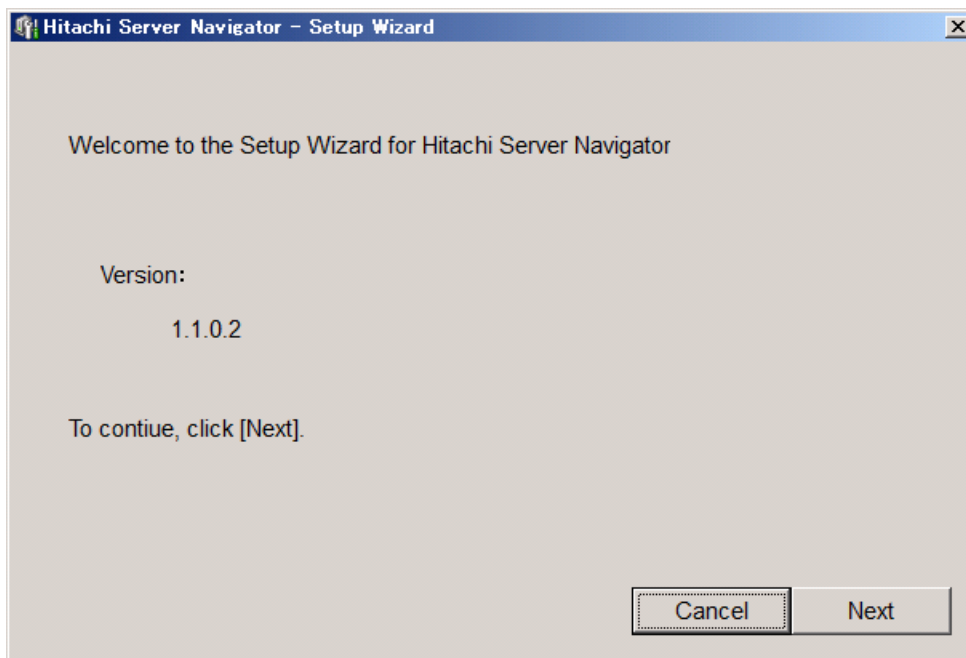 Hitachi Server Navigator - Setup Wizard
Welcome to the Setup Wizard for Hitachi Server Navigator
Version:
1.1.0.2
To contiue, click [Next].
Cancel Next